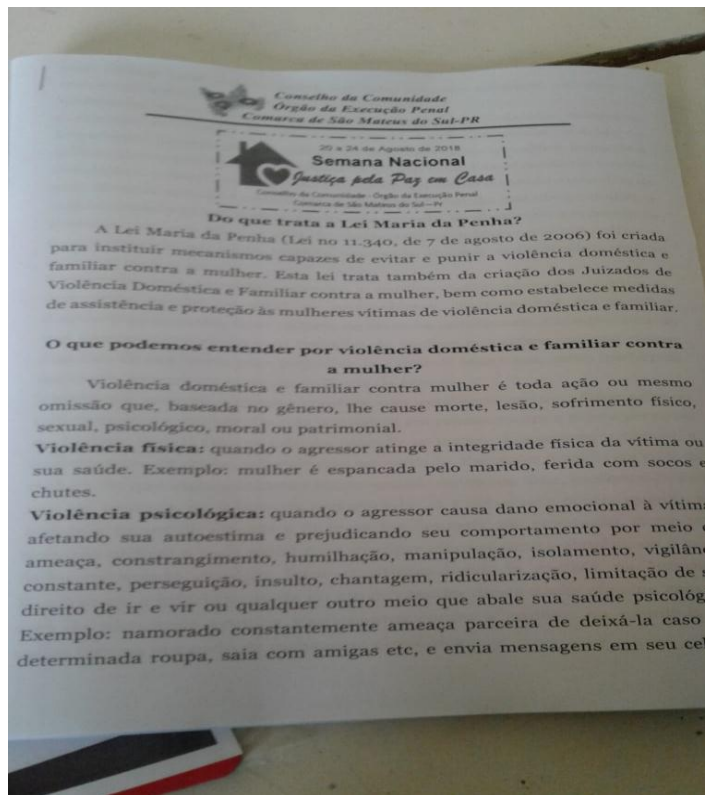 Conselho da Comunidade
Órgão da Execução Penal
Comarca de São Mateus do Sul-PR
20 a 24 de Agosto de 2018
Semana Nacional
Justiça pela Paz em Casa
Conselho da Comunidade - Órgão da Execução Penal
Comarca de São Mateus do Sul-Pr
Do que trata a Lei Maria da Penha?
A Lei Maria da Penha (Lei no 11.340, de 7 de agosto de 2006) foi criada
para instituir mecanismos capazes de evitar e punir a violência doméstica e
familiar contra a mulher. Esta lei trata também da criação dos Juizados de
Violência Doméstica e Familiar contra a mulher, bem como estabelece medidas
de assistência e proteção às mulheres vítimas de violência doméstica e familiar.
O que podemos entender por violência doméstica e familiar contra
a mulher?
Violência doméstica e familiar contra mulher é toda ação ou mesmo
omissão que, baseada no gênero, lhe cause morte, lesão, sofrimento físico,
sexual, psicológico, moral ou patrimonial.
Violência física: quando o agressor atinge a integridade física da vítima ou
sua saúde. Exemplo: mulher é espancada pelo marido, ferida com socos e
chutes.
Violência psicológica: quando o agressor causa dano emocional à vítim
afetando sua autoestima e prejudicando seu comportamento por meio
ameaça, constrangimento, humilhação, manipulação, isolamento, vigilân
constante, perseguição, insulto, chantagem, ridicularização, limitação de
direito de ir e vir ou qualquer outro meio que abale sua saúde psicológ
Exemplo: namorado constantemente ameaça parceira de deixá-la caso
determinada roupa, saia com amigas etc, e envia mensagens em seu cel